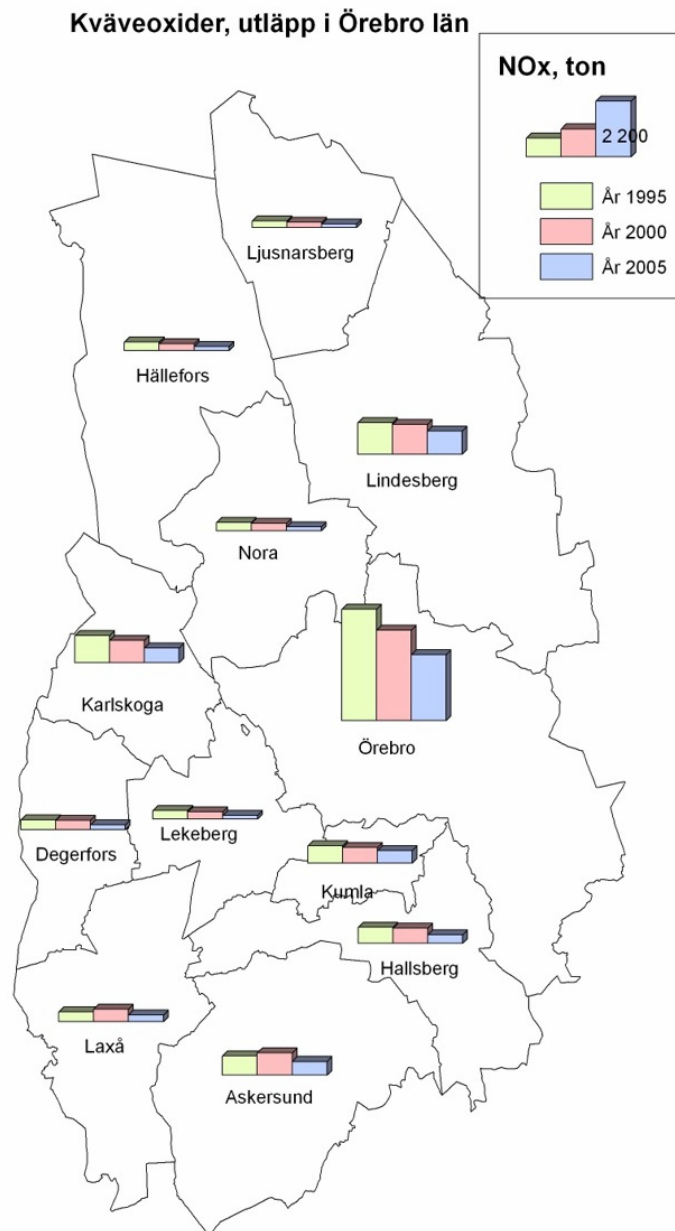 Kväveoxider, utläpp i Örebro län
NOx, ton
2 200
År 1995
År 2000
År 2005
Ljusnarsberg
Hällefors
Lindesberg
Nora
Karlskoga
Örebro
Lekeberg
Degerfors
Kumla
Hallsberg
Laxå
Askersund